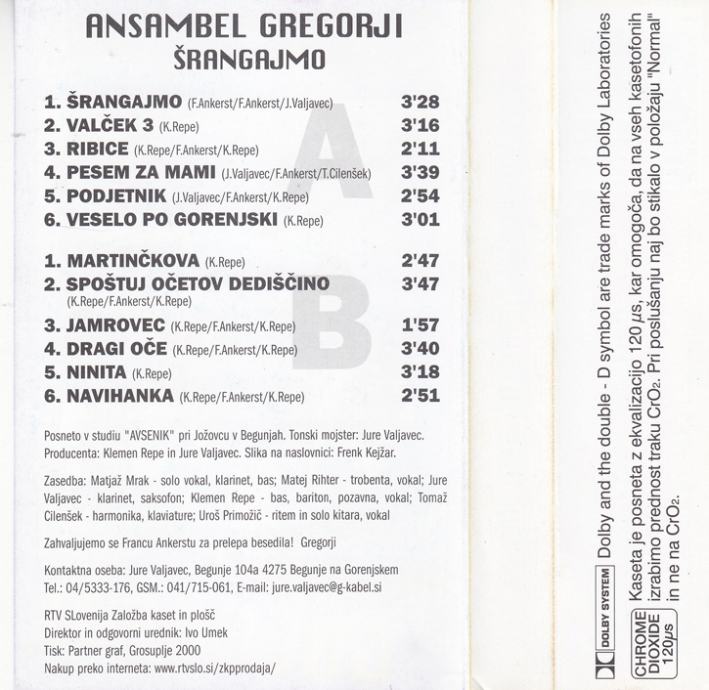 ANSAMBEL GREGORJI
ŠRANGAJMO
A
1. ŠRANGAJMO (F.Ankerst/F.Ankerst/J.Valjavec) 3'28
2. VALČEK 3 (K.Repe) 3'16
3. RIBICE (K.Repe/F.Ankerst/K.Repe) 2'11
4. PESEM ZA MAMI (J.Valjavec/F.Ankerst/T.Cilenšek) 3'39
5. PODJETNIK (J.Valjavec/F.Ankerst/K.Repe) 2'54
6. VESELO PO GORENJSKI (K.Repe) 3'01
B
1. MARTINČKOVA (K.Repe) 2'47
2. SPOŠTUJ OČETOV DEDIŠČINO 3'47
(K.Repe/F.Ankerst/K.Repe)
3. JAMROVEC (K.Repe/F.Ankerst/K.Repe) 1'57
4. DRAGI OČE (K.Repe/F.Ankerst/K.Repe) 3'40
5. NINITA (K.Repe) 3'18
6. NAVIHANKA (K.Repe/F.Ankerst/K.Repe) 2'51
Posneto v studiu "AVSENIK" pri Jožovcu v Begunjah. Tonski mojster: Jure Valjavec.
Producenta: Klemen Repe in Jure Valjavec. Slika na naslovnici: Frenk Kejžar.
Zasedba: Matjaž Mrak - solo vokal, klarinet, bas; Matej Rihter - trobenta, vokal; Jure
Valjavec - klarinet, saksofon; Klemen Repe - bas, bariton, pozavna, vokal; Tomaž
Cilenšek - harmonika, klaviature; Uroš Primožič - ritem in solo kitara, vokal
Zahvaljujemo se Francu Ankerstu za prelepa besedila! Gregorji
Kontaktna oseba: Jure Valjavec, Begunje 104a 4275 Begunje na Gorenjskem
Tel.: 04/5333-176, GSM.: 041/715-061, E-mail: jure.valjavec@g-kabel.si
RTV SLovenija Založba kaset in plošč
Direktor in odgovorni urednik: Ivo Umek
Tisk: Partner graf, Grosuplje 2000
Nakup preko interneta: www.rtvslo.si/zkpprodaja/
DOLBY SYSTEM Dolby and the double - D symbol are trade marks of Dolby Laboratories
CHROME
DIOXIDE
120µs
Kaseta je posneta z ekvalizacijo 120 µs, kar omogoča, da na vseh kasetofonih
izrabimo prednost traku CrO2. Pri poslušanju naj bo stikalo v položaju "Normal"
in ne na CrO2.